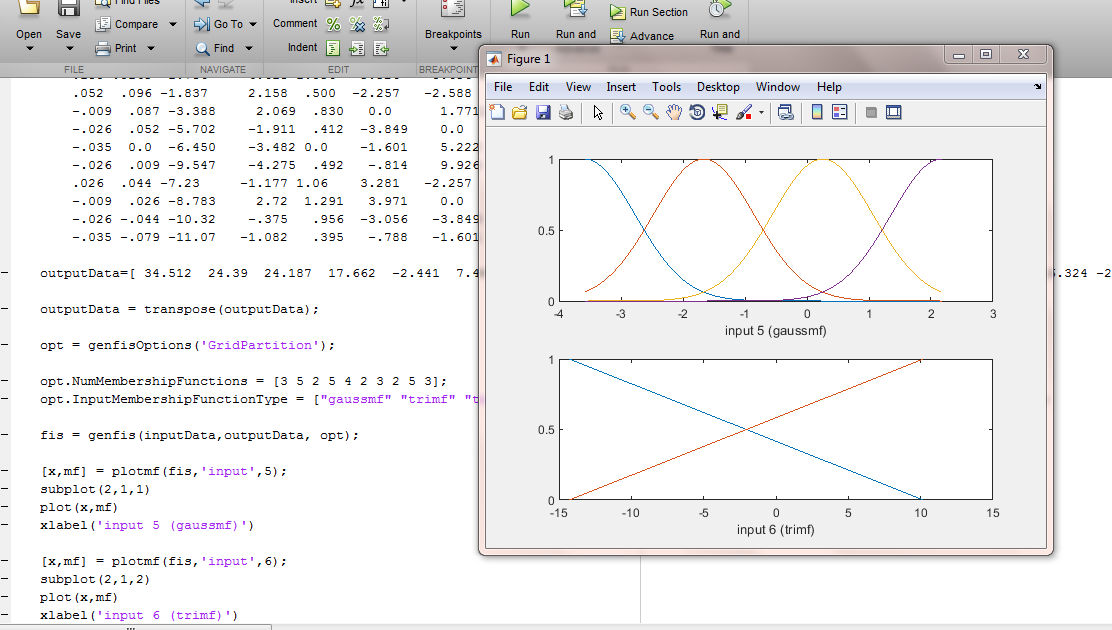 Find Files
Insert
Open
Save
Compare
Print
Go To
Find
Comment
Indent
Breakpoints
Run
Run and
Run Section
Advance
Run and
FILE
NAVIGATE
EDIT
BREAKPOINT
.052 .096 -1.837 2.158 .500 -2.257 -2.588
-.009 .087 -3.388 2.069 .830 0.0 1.771
-.026 .052 -5.702 -1.911 .412 -3.849 0.0
-.035 0.0 -6.450 -3.482 0.0 -1.601 5.222
-.026 .009 -9.547 -4.275 .492 -.814 9.926
.026 .044 -7.23 -1.177 1.06 3.281 -2.257
-.009 .026 -8.783 2.72 1.291 3.971 0.0
-.026 -.044 -10.32 -.375 .956 -3.056 -3.849
-.035 -.079 -11.07 -1.082 .395 -.788 -1.601
outputData=[ 34.512 24.39 24.187 17.662 -2.441 7.4
.324 -2
outputData = transpose(outputData);
opt = genfisOptions('GridPartition');
opt.NumMembershipFunctions = [3 5 2 5 4 2 3 2 5 3];
opt.InputMembershipFunctionType = ["gaussmf" "trimf" "t
fis = genfis(inputData,outputData, opt);
[x,mf] = plotmf(fis,'input',5);
subplot(2,1,1)
plot(x,mf)
xlabel('input 5 (gaussmf)')
[x,mf] = plotmf(fis,'input',6);
subplot(2,1,2)
plot(x,mf)
xlabel('input 6 (trimf)')
Figure 1
File Edit View Insert Tools Desktop Window Help
1
0.5
0
-4 -3 -2 -1 0 1 2 3
input 5 (gaussmf)
1
0.5
0
-15 -10 -5 0 5 10 15
input 6 (trimf)